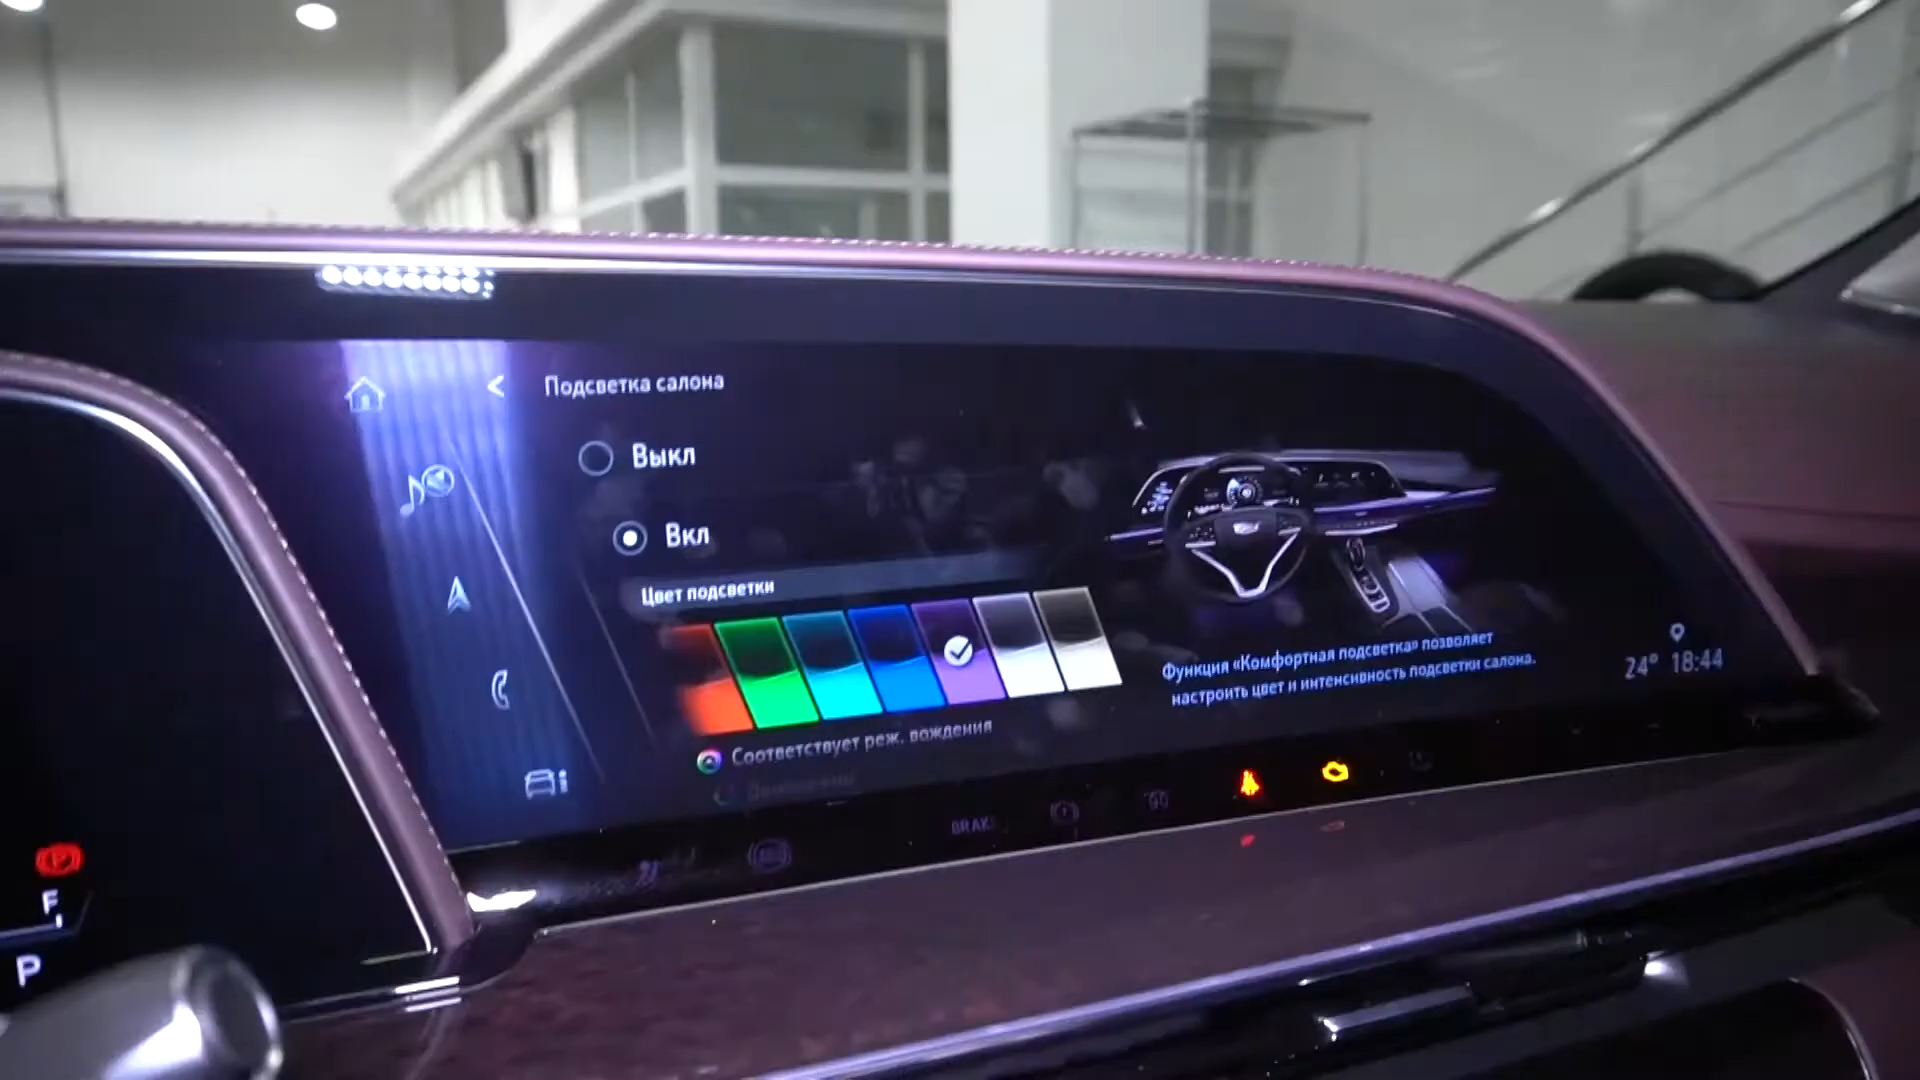 Подсветка салона
Выкл
Вкл
Цвет подсветки
Соответствует реж. вождения
Функция «Комфортная подсветка» позволяет
настроить цвет и интенсивность подсветки салона.
24° 18:44
BRAKE
F
P